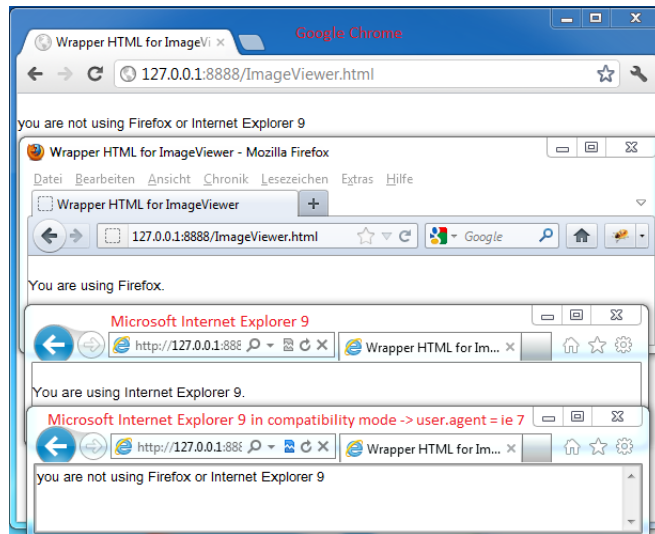 Wrapper HTML for ImageVi
Google Chrome
127.0.0.1:8888/ImageViewer.html
you are not using Firefox or Internet Explorer 9
Wrapper HTML for ImageViewer - Mozilla Firefox
Datei Bearbeiten Ansicht Chronik Lesezeichen Extras Hilfe
Wrapper HTML for ImageViewer
127.0.0.1:8888/ImageViewer.html
Google
You are using Firefox.
Microsoft Internet Explorer 9
http://127.0.0.1:888
Wrapper HTML for Im...
You are using Internet Explorer 9.
Microsoft Internet Explorer 9 in compatibility mode -> user.agent = ie 7
http://127.0.0.1:888
Wrapper HTML for Im...
you are not using Firefox or Internet Explorer 9